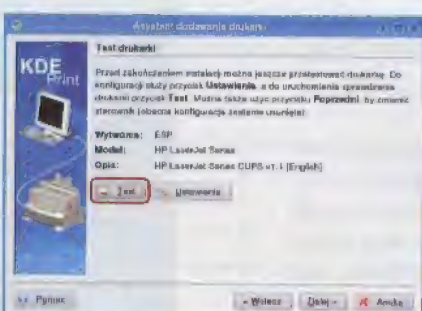 Asystent dodawania drukarki
KDE
Print
Test drukarki
Przed zakończeniem instalacji można jeszcze przetestować drukarkę. Do
konfiguracji służy przycisk Ustawienia, a do uruchomienia sprawdzenia
drukarki przycisk Test. Można także użyć przycisku Poprzedni, by zmienić
sterownik (obecna konfiguracja zostanie usunięta).
Wytwórnia: ESP
Model: HP LaserJet Series
Opis: HP LaserJet Series CUPS v1.1 [English]
Test
Ustawienia
Pomoc
< Wstecz
Dalej >
Anuluj